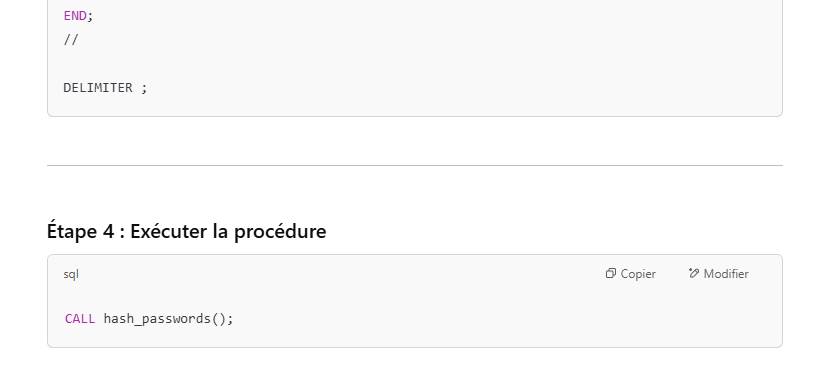 END;
//
DELIMITER ;
Étape 4 : Exécuter la procédure
sql Copier Modifier
CALL hash_passwords();